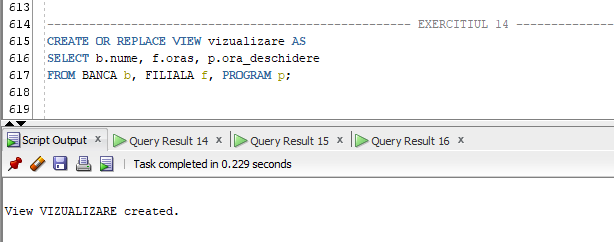 613
614 -------------------------------------------- EXERCITIUL 14 ------------
615 CREATE OR REPLACE VIEW vizualizare AS
616 SELECT b.nume, f.oras, p.ora_deschidere
617 FROM BANCA b, FILIALA f, PROGRAM p;
618
619
Script Output x Query Result 14 x Query Result 15 x Query Result 16 x
Task completed in 0.229 seconds
View VIZUALIZARE created.